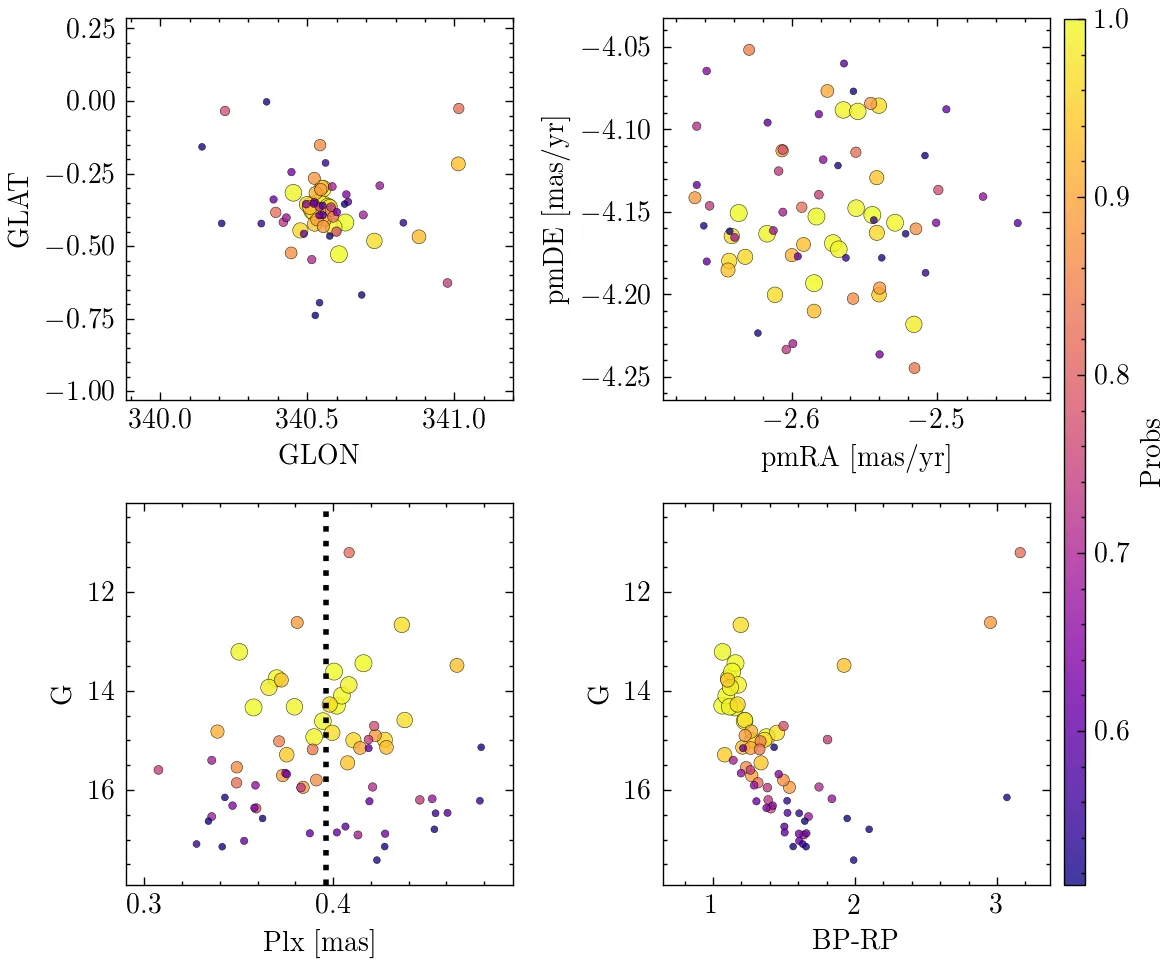 0.25
0.00
−0.25
−0.50
−0.75
−1.00
GLAT
340.0 340.5 341.0
GLON
−4.05
−4.10
−4.15
−4.20
−4.25
pmDE [mas/yr]
−2.6 −2.5
pmRA [mas/yr]
1.0
0.9
0.8
0.7
0.6
Probs
12
14
16
G
0.3 0.4
Plx [mas]
12
14
16
G
1 2 3
BP-RP